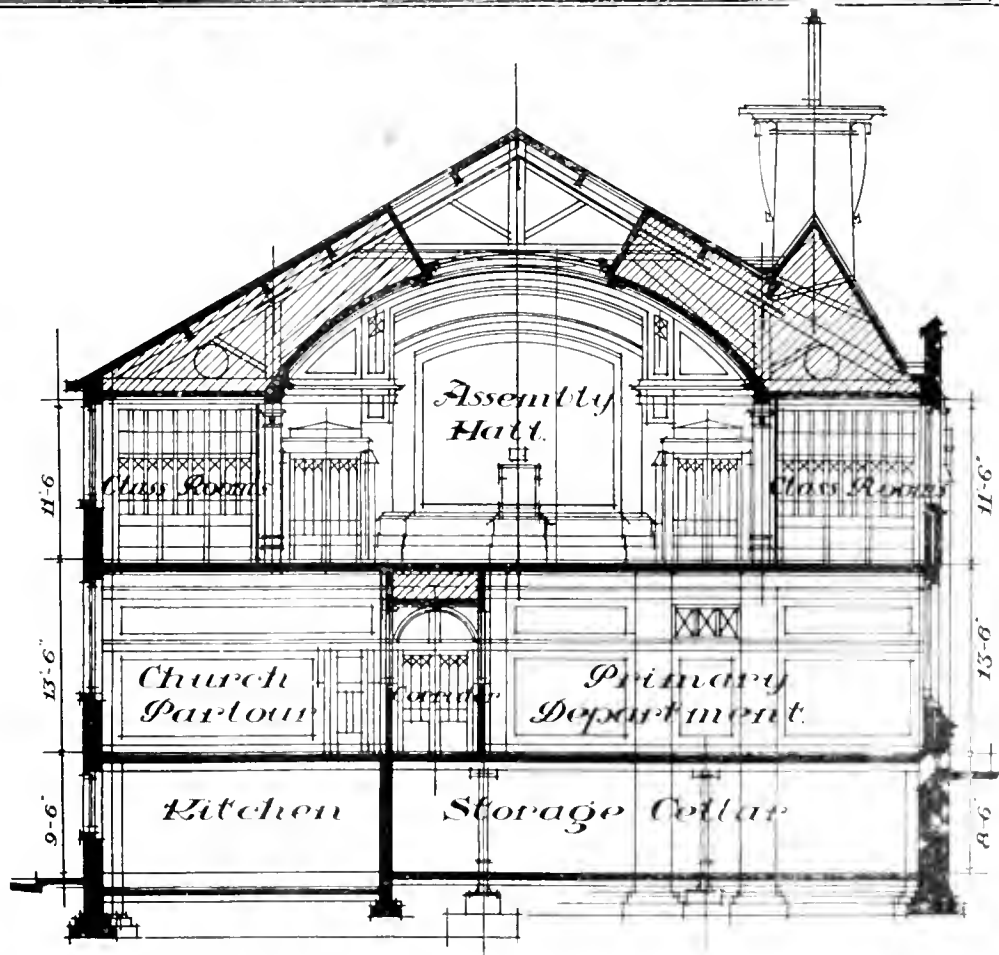 Assembly
Hall.
Class Rooms
Class Rooms
11-6
11-6"
Church
Parlour
Corridor
Primary
Department.
13-6"
13-6"
Kitchen
Storage Cellar
9-6"
8-6"